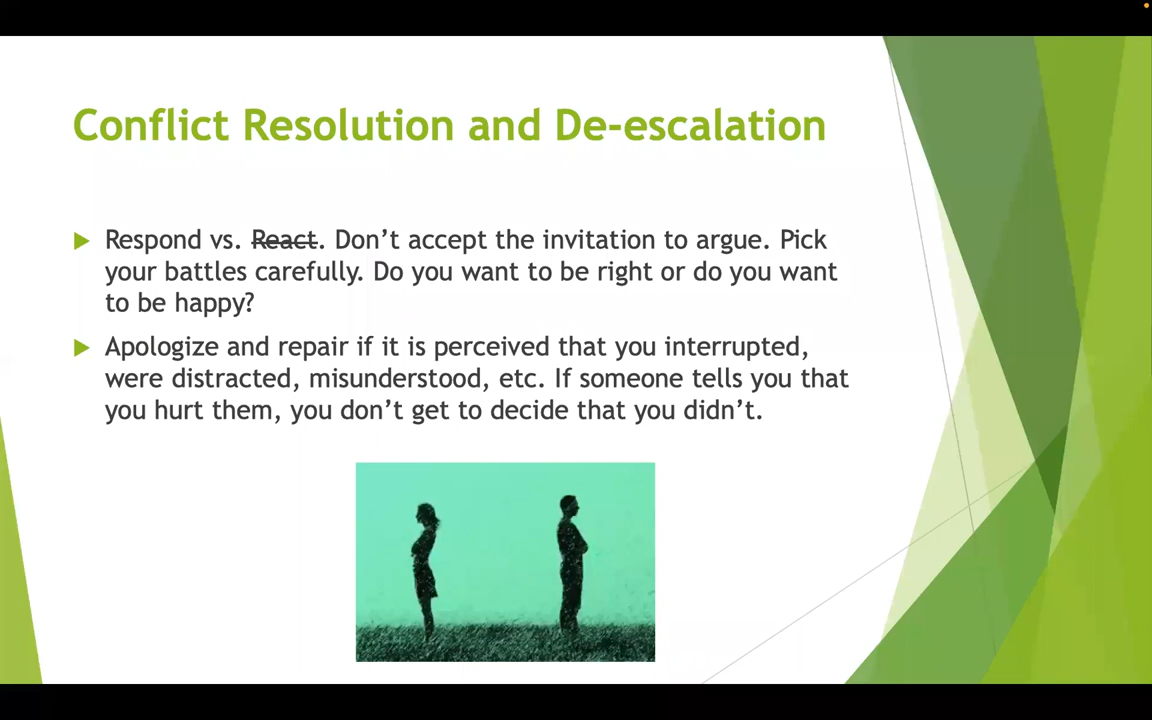 Conflict Resolution and De-escalation
Respond vs. React. Don’t accept the invitation to argue. Pick
your battles carefully. Do you want to be right or do you want
to be happy?
Apologize and repair if it is perceived that you interrupted,
were distracted, misunderstood, etc. If someone tells you that
you hurt them, you don’t get to decide that you didn’t.